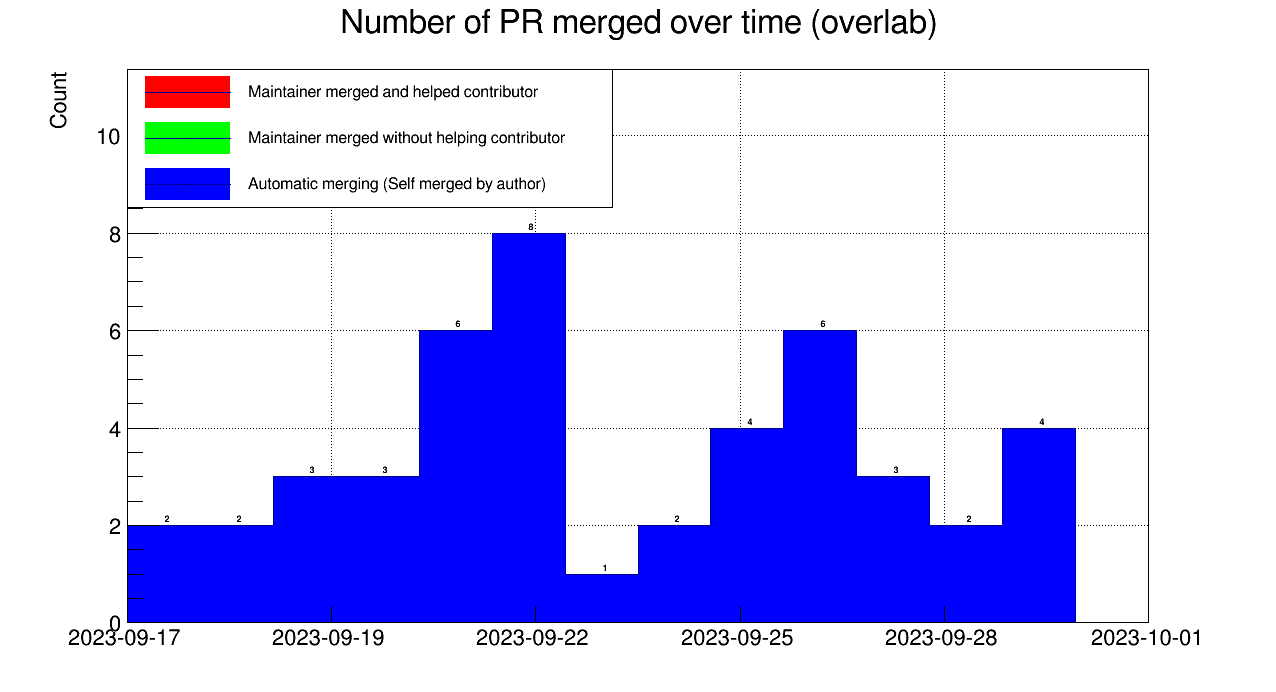 Number of PR merged over time (overlab)
Count
Maintainer merged and helped contributor
Maintainer merged without helping contributor
Automatic merging (Self merged by author)
10
8
6
4
2
0
2 2 3 3 6 8 1 2 4 6 3 2 4
2023-09-17 2023-09-19 2023-09-22 2023-09-25 2023-09-28 2023-10-01